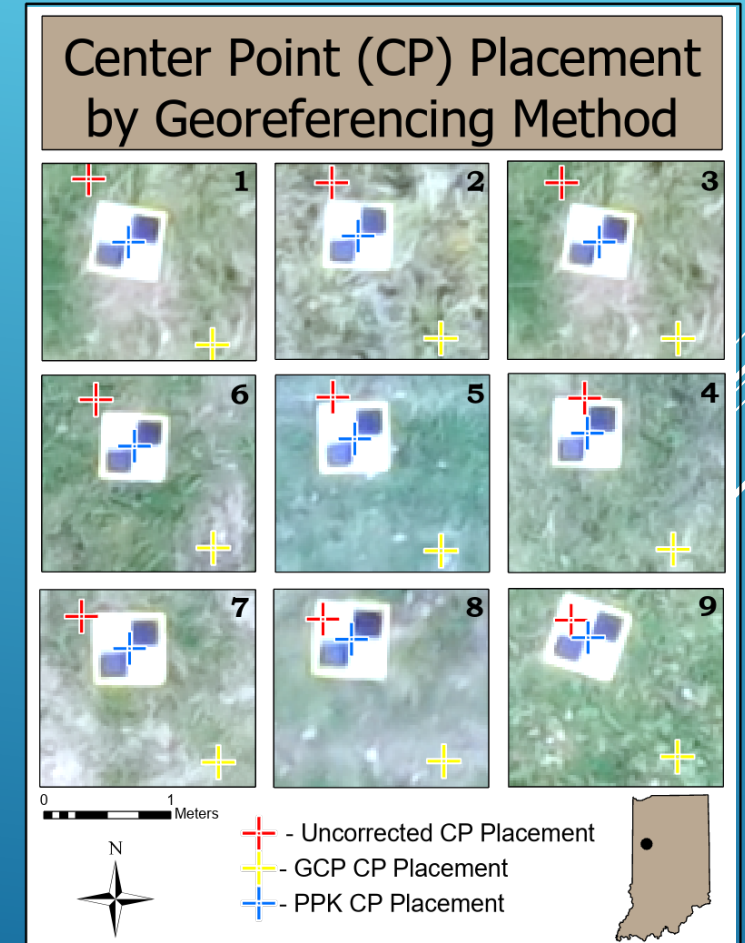 Center Point (CP) Placement
by Georeferencing Method
1
2
3
6
5
4
7
8
9
0 1
Meters
N
- Uncorrected CP Placement
- GCP CP Placement
- PPK CP Placement